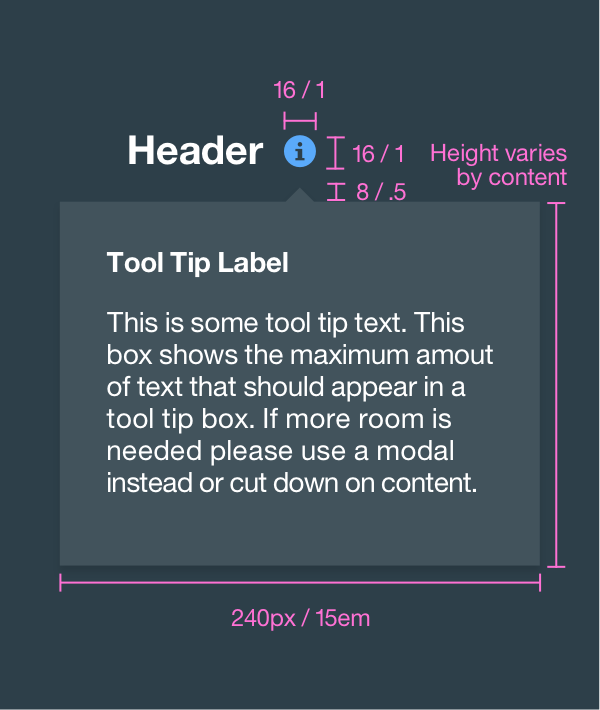 16 / 1
Header
i
16 / 1
Height varies
by content
8 / .5
Tool Tip Label
This is some tool tip text. This
box shows the maximum amout
of text that should appear in a
tool tip box. If more room is
needed please use a modal
instead or cut down on content.
240px / 15em